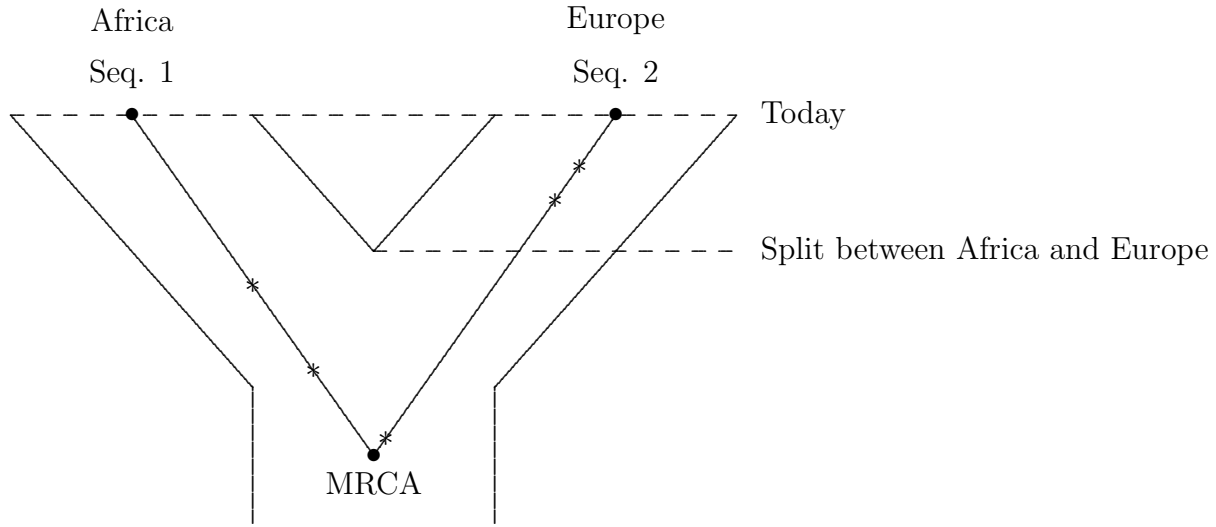 Africa
Europe
Seq. 1
Seq. 2
Today
Split between Africa and Europe
MRCA